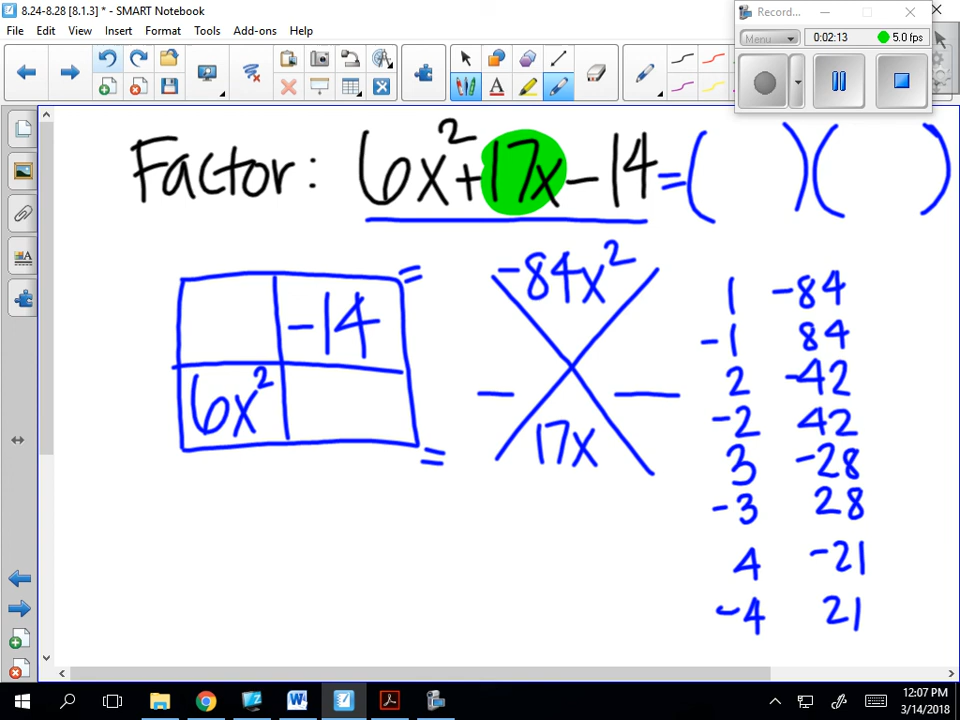 8.24-8.28 [8.1.3] * - SMART Notebook
Record...
File Edit View Insert Format Tools Add-ons Help
Menu 0:02:13 5.0 fps
Factor: 6x²+17x-14=( )( )
-14
6x²
=
=
-84x²
17x
1 -84
-1 84
2 -42
-2 42
3 -28
-3 28
4 -21
-4 21
12:07 PM
3/14/2018